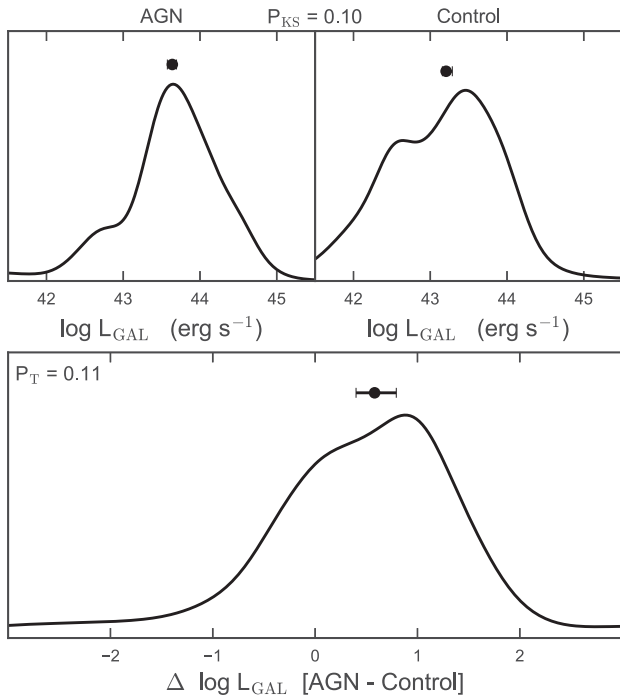 AGN P_KS = 0.10 Control
42 43 44 45 42 43 44 45
log L_GAL (erg s⁻¹) log L_GAL (erg s⁻¹)
P_T = 0.11
−2 −1 0 1 2
Δ log L_GAL [AGN - Control]